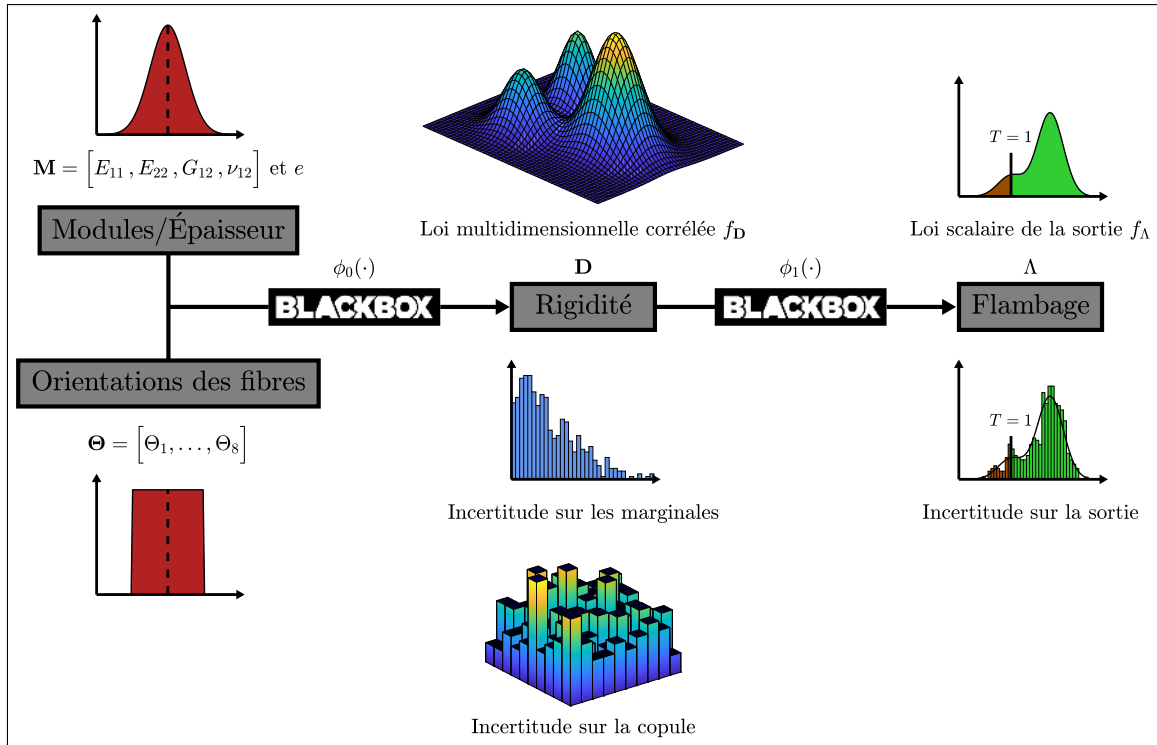 𝐌 = [E₁₁ , E₂₂ , G₁₂ , ν₁₂] et e
Modules/Épaisseur
Orientations des fibres
𝚯 = [Θ₁, . . . , Θ₈]
ϕ₀(·)
BLACKBOX
Loi multidimensionnelle corrélée f_𝐃
𝐃
Rigidité
Incertitude sur les marginales
Incertitude sur la copule
ϕ₁(·)
BLACKBOX
T = 1
Loi scalaire de la sortie f_Λ
Λ
Flambage
T = 1
Incertitude sur la sortie